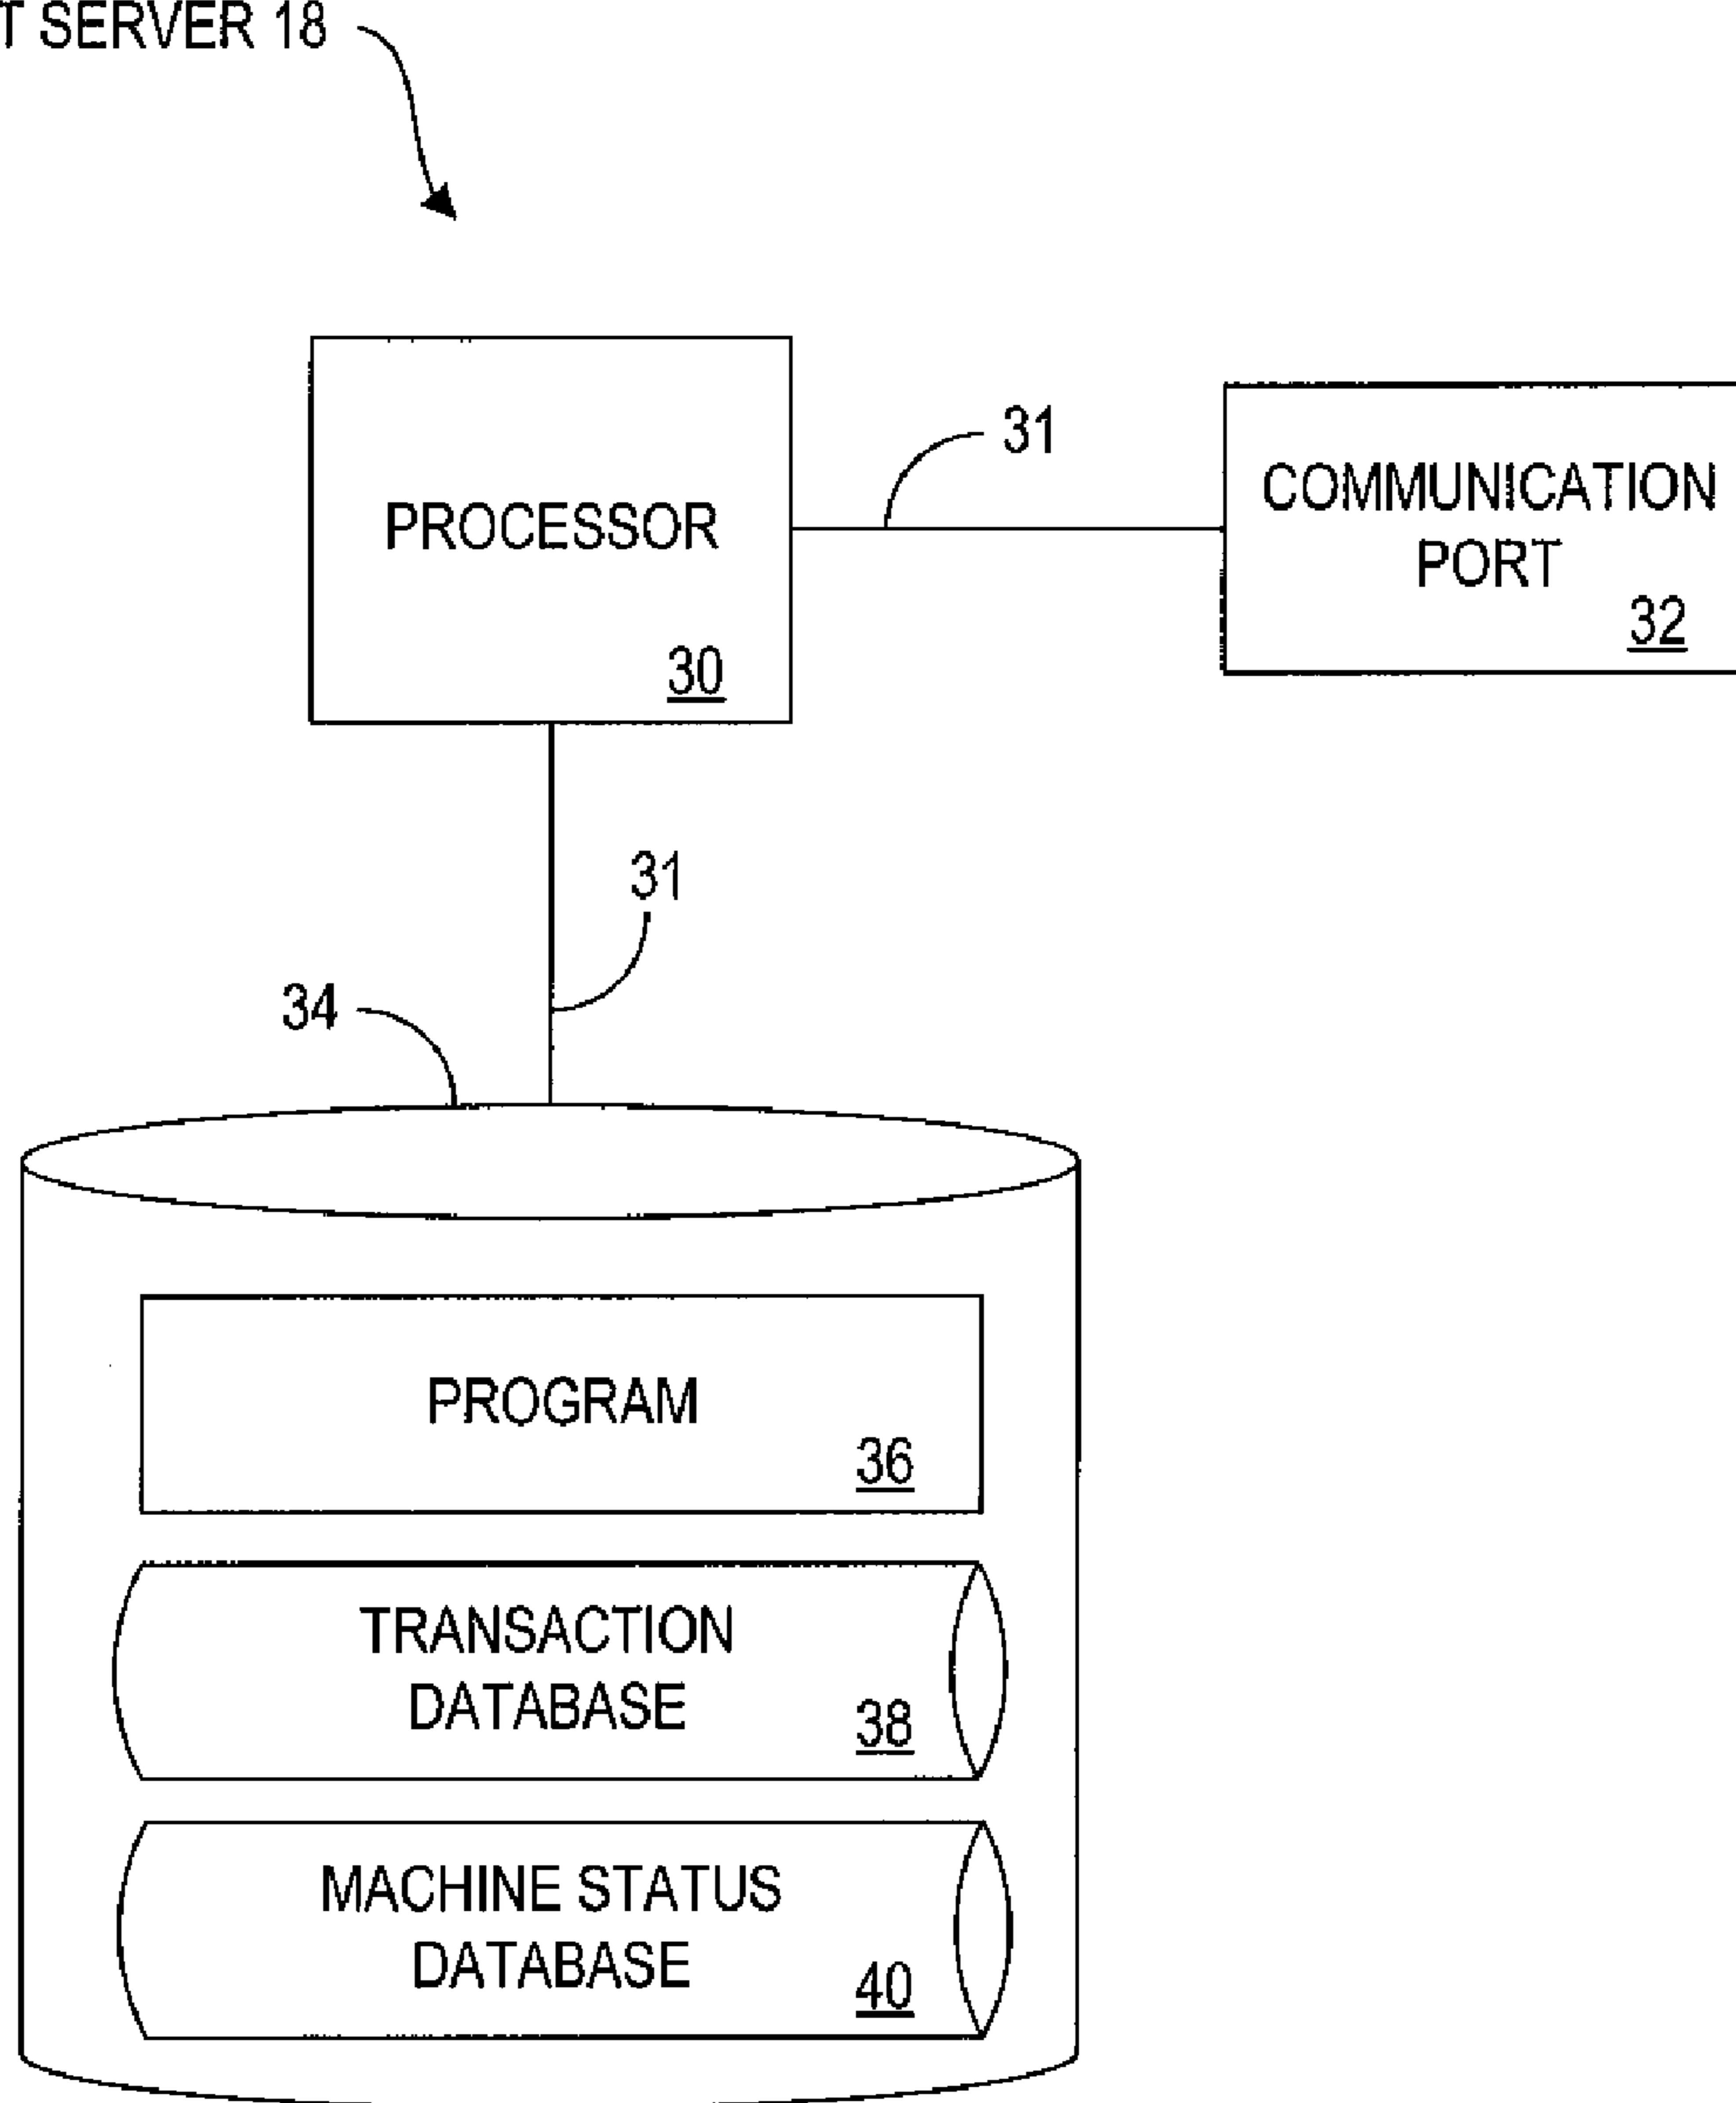 T SERVER 18
31
PROCESSOR
COMMUNICATION
PORT
32
30
31
34
PROGRAM
36
TRANSACTION
DATABASE
38
MACHINE STATUS
DATABASE
40